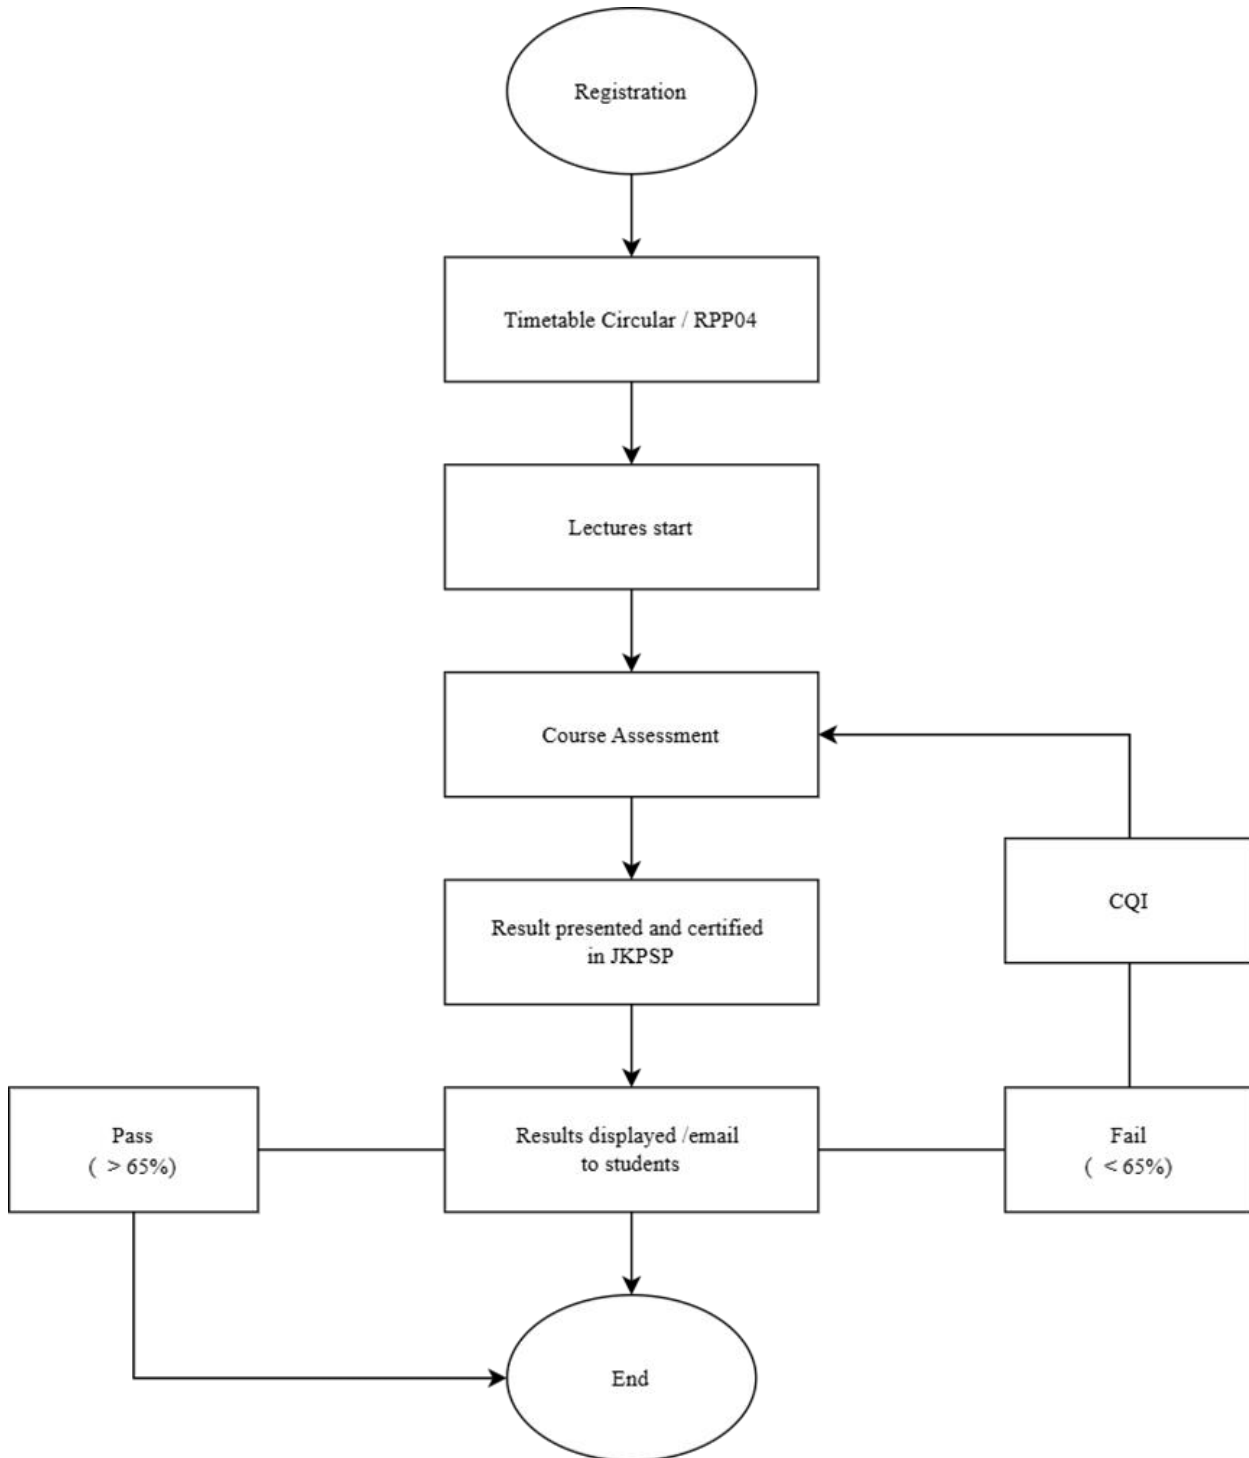 Registration
Timetable Circular / RPP04
Lectures start
Course Assessment
CQI
Result presented and certified
in JKPSP
Pass
( > 65%)
Results displayed /email
to students
Fail
( < 65%)
End